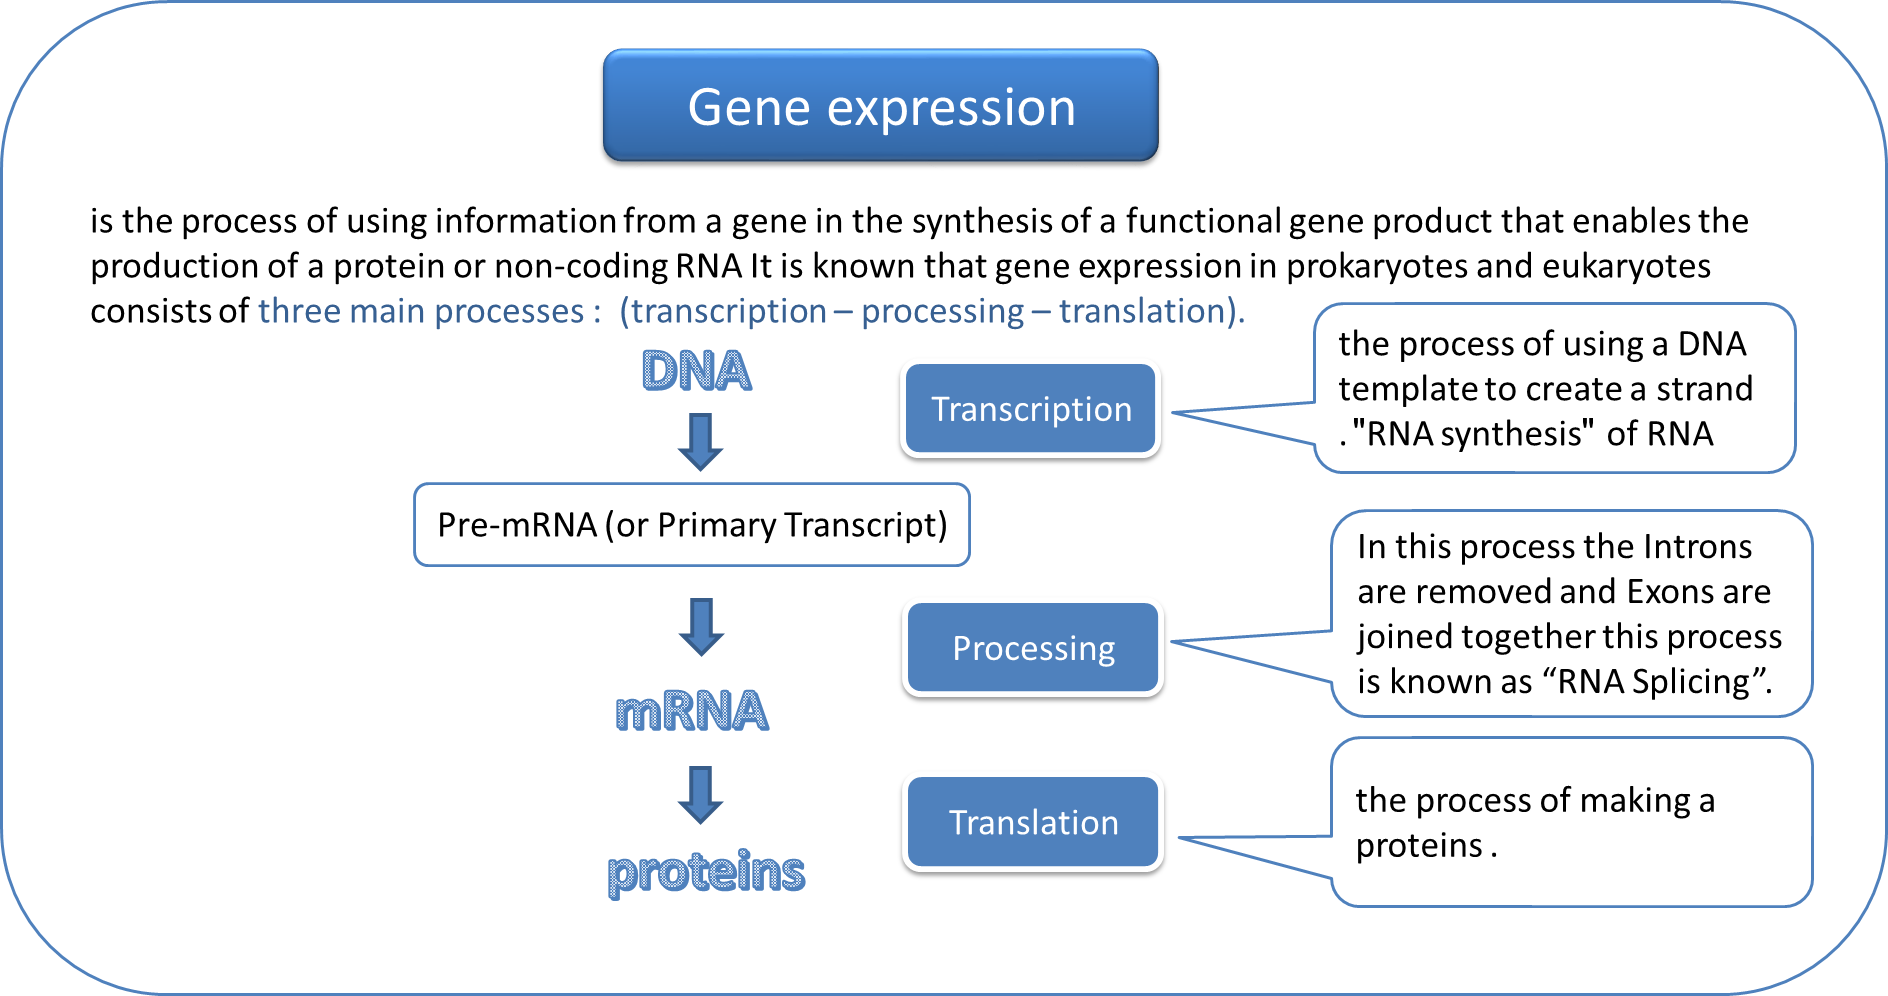 Gene expression
is the process of using information from a gene in the synthesis of a functional gene product that enables the
production of a protein or non-coding RNA It is known that gene expression in prokaryotes and eukaryotes
consists of three main processes :  (transcription – processing – translation).
DNA
Transcription
the process of using a DNA
template to create a strand
. "RNA synthesis"  of RNA
Pre-mRNA (or Primary Transcript)
Processing
In this process the Introns
are removed and Exons are
joined together this process
is known as “RNA Splicing”.
mRNA
Translation
the process of making a
proteins .
proteins